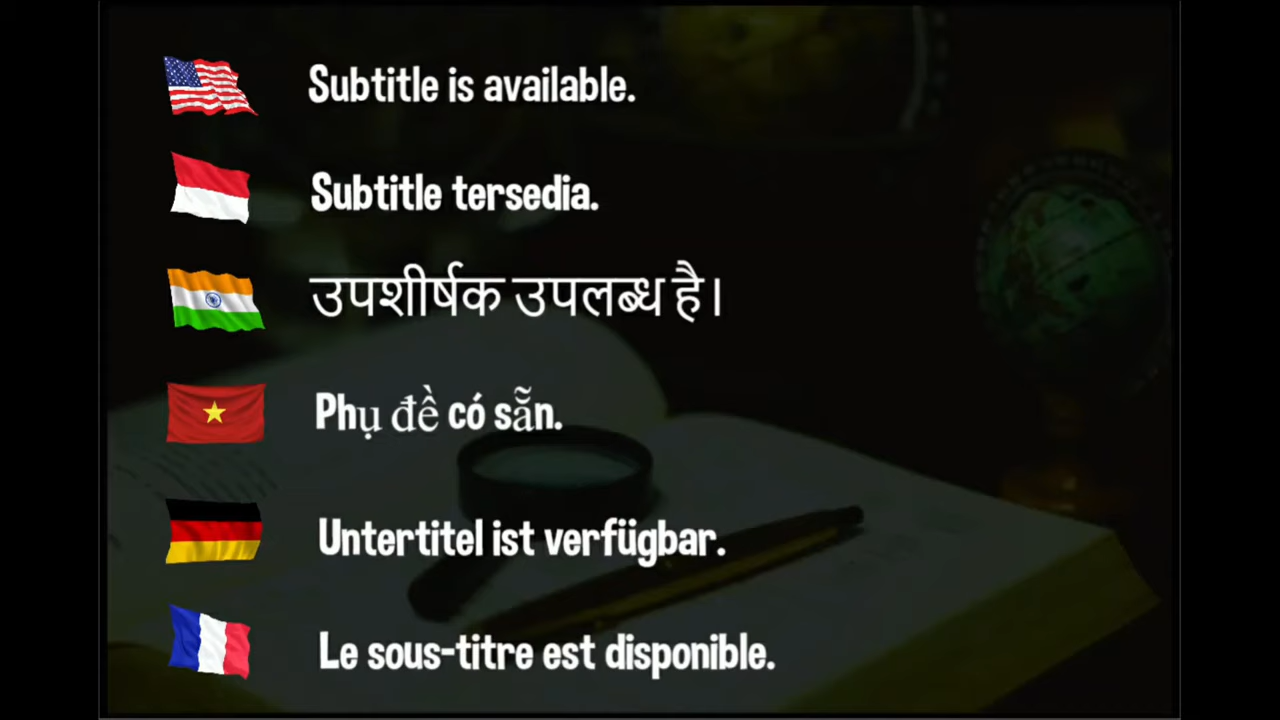 Subtitle is available.
Subtitle tersedia.
उपशीर्षक उपलब्ध है।
Phụ đề có sẵn.
Untertitel ist verfügbar.
Le sous-titre est disponible.